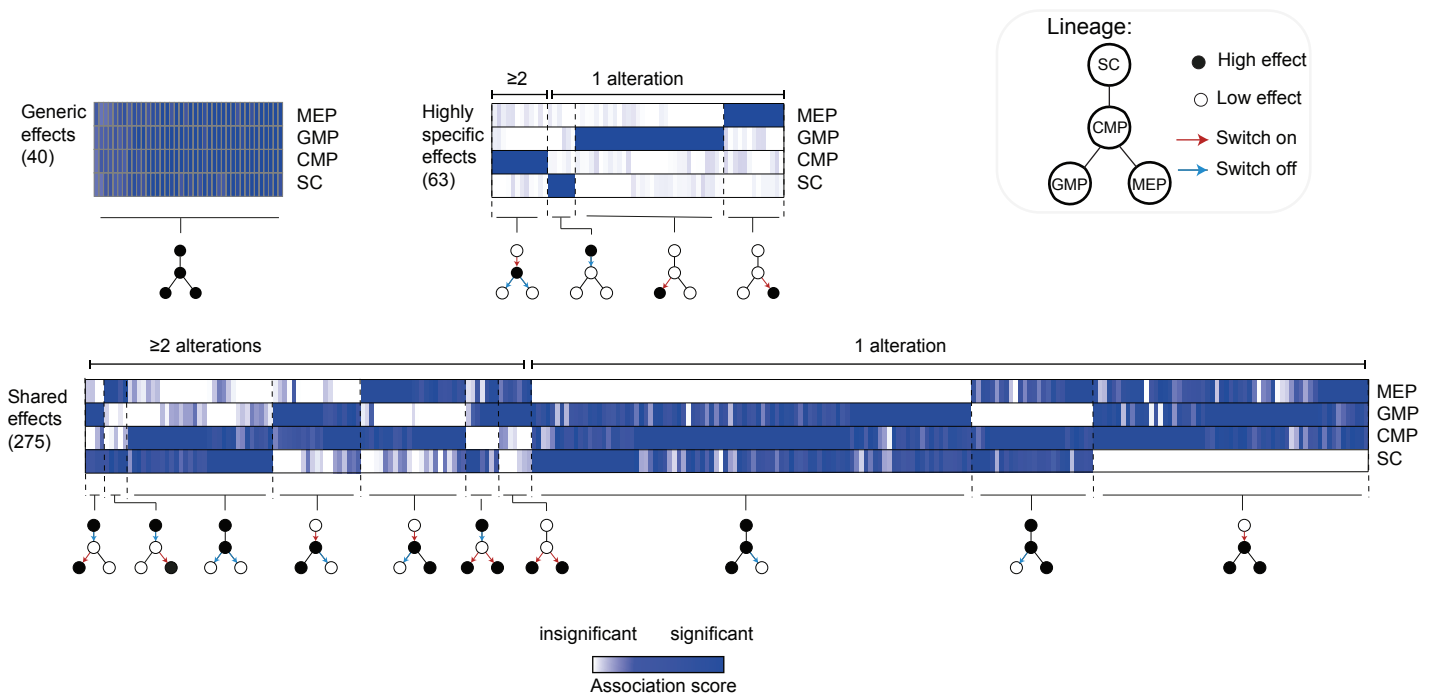 Lineage:
SC
CMP
GMP
MEP
High effect
Low effect
Switch on
Switch off
Generic
effects
(40)
MEP
GMP
CMP
SC
≥2
1 alteration
Highly
specific
effects
(63)
MEP
GMP
CMP
SC
≥2 alterations
1 alteration
Shared
effects
(275)
MEP
GMP
CMP
SC
insignificant
significant
Association score